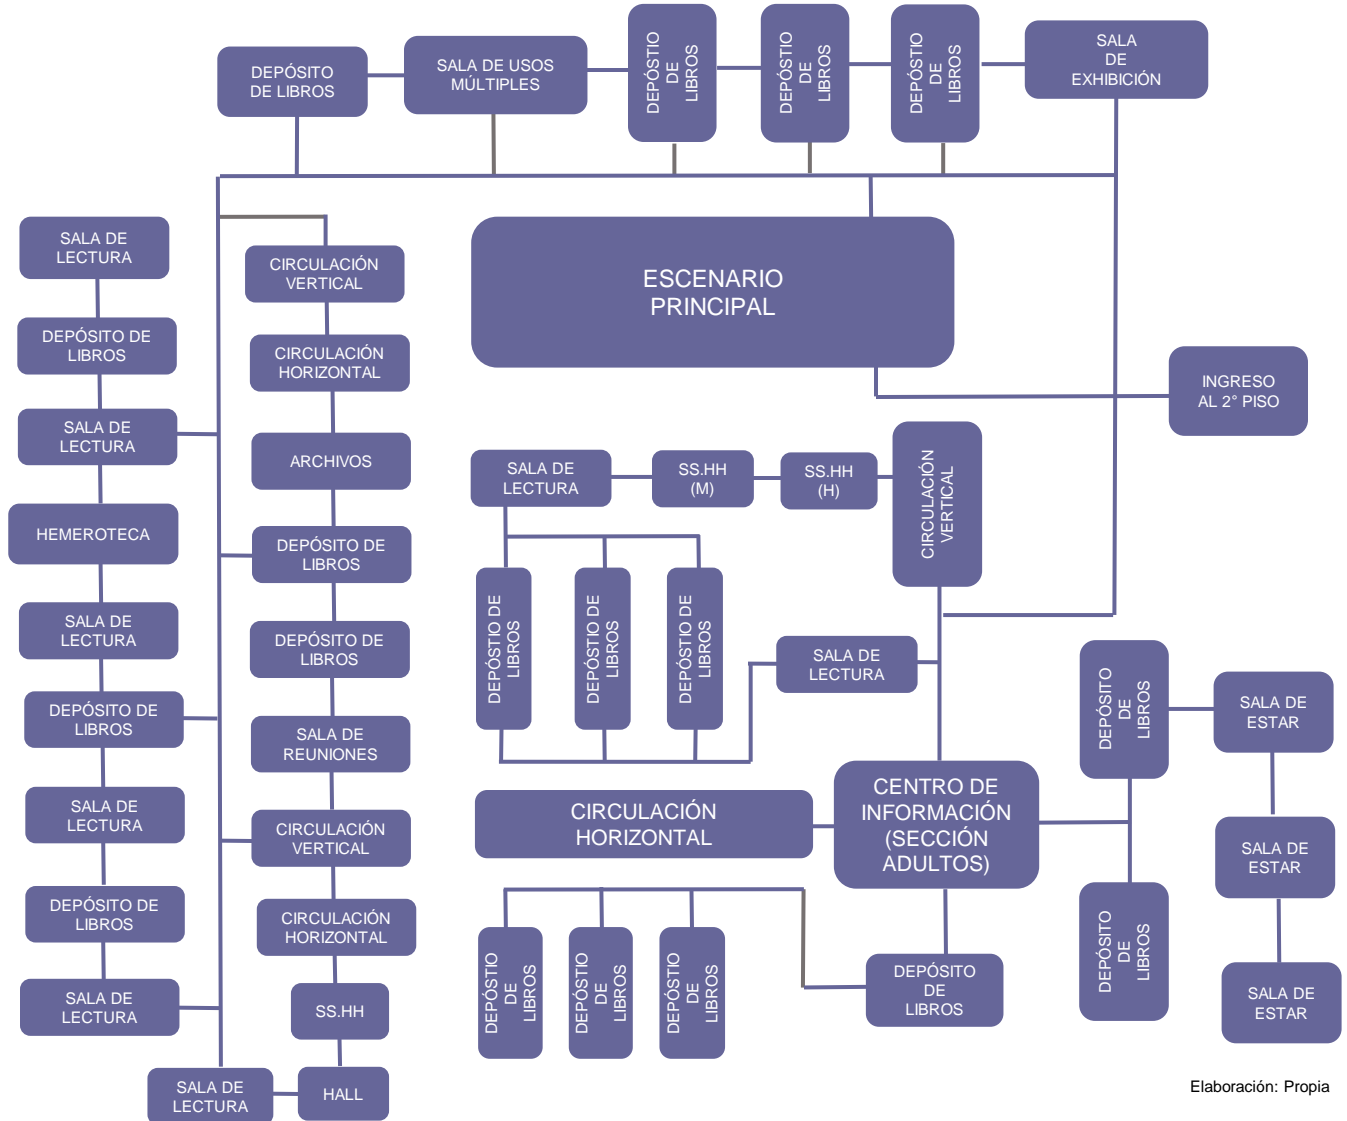 DEPÓSITO
DE LIBROS
SALA DE USOS
MÚLTIPLES
DEPÓSTIO
DE
LIBROS
DEPÓSTIO
DE
LIBROS
DEPÓSTIO
DE
LIBROS
SALA
DE
EXHIBICIÓN
SALA DE
LECTURA
DEPÓSITO DE
LIBROS
SALA DE
LECTURA
HEMEROTECA
SALA DE
LECTURA
DEPÓSITO DE
LIBROS
SALA DE
LECTURA
DEPÓSITO DE
LIBROS
SALA DE
LECTURA
SALA DE
LECTURA
CIRCULACIÓN
VERTICAL
CIRCULACIÓN
HORIZONTAL
ARCHIVOS
DEPÓSITO DE
LIBROS
DEPÓSITO DE
LIBROS
SALA DE
REUNIONES
CIRCULACIÓN
VERTICAL
CIRCULACIÓN
HORIZONTAL
SS.HH
HALL
ESCENARIO
PRINCIPAL
INGRESO
AL 2° PISO
SALA DE
LECTURA
SS.HH
(M)
SS.HH
(H)
CIRCULACIÓN
VERTICAL
DEPÓSTIO DE
LIBROS
DEPÓSTIO DE
LIBROS
DEPÓSTIO DE
LIBROS
SALA DE
LECTURA
CIRCULACIÓN
HORIZONTAL
CENTRO DE
INFORMACIÓN
(SECCIÓN
ADULTOS)
DEPÓSITO
DE
LIBROS
SALA DE
ESTAR
SALA DE
ESTAR
DEPÓSITO
DE
LIBROS
SALA DE
ESTAR
DEPÓSTIO
DE
LIBROS
DEPÓSTIO
DE
LIBROS
DEPÓSTIO
DE
LIBROS
DEPÓSITO
DE
LIBROS
Elaboración: Propia